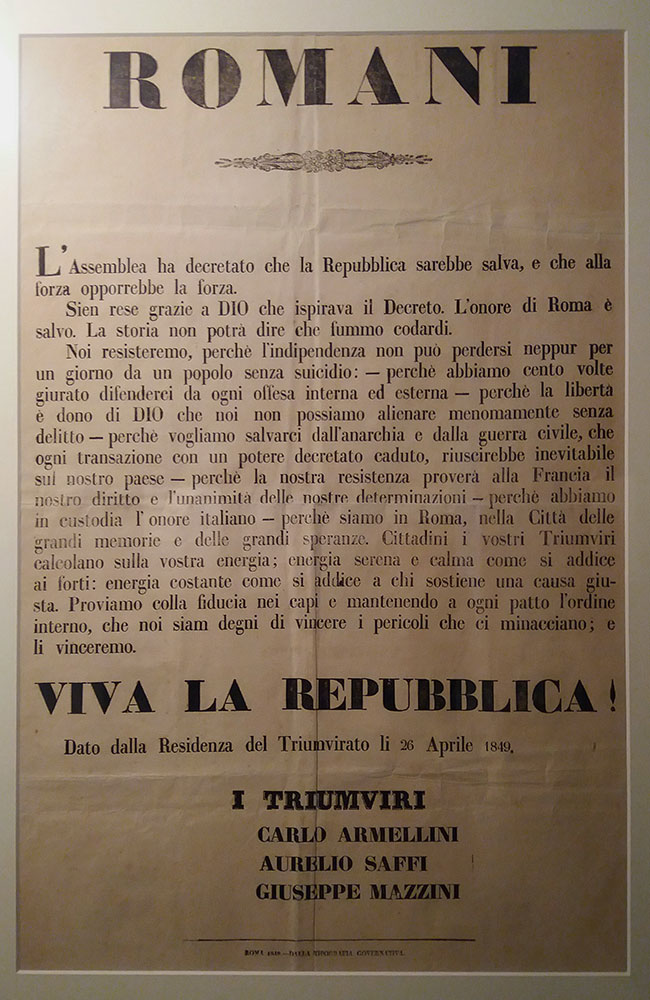 ROMANI
L'Assemblea ha decretato che la Repubblica sarebbe salva, e che alla
forza opporrebbe la forza.
Sien rese grazie a DIO che ispirava il Decreto. L'onore di Roma è
salvo. La storia non potrà dire che fummo codardi.
Noi resisteremo, perchè l'indipendenza non può perdersi neppur per
un giorno da un popolo senza suicidio: — perchè abbiamo cento volte
giurato difenderci da ogni offesa interna ed esterna — perchè la libertà
è dono di DIO che noi non possiamo alienare menomamente senza
delitto — perchè vogliamo salvarci dall'anarchia e dalla guerra civile, che
ogni transazione con un potere decretato caduto, riuscirebbe inevitabile
sul nostro paese — perchè la nostra resistenza proverà alla Francia il
nostro diritto e l'unanimità delle nostre determinazioni — perchè abbiamo
in custodia l'onore italiano — perchè siamo in Roma, nella Città delle
grandi memorie e delle grandi speranze. Cittadini i vostri Triumviri
calcolano sulla vostra energia; energia serena e calma come si addice
ai forti: energia costante come si addice a chi sostiene una causa giu-
sta. Proviamo colla fiducia nei capi e mantenendo a ogni patto l'ordine
interno, che noi siam degni di vincere i pericoli che ci minacciano; e
li vinceremo.
VIVA LA REPUBBLICA!
Dato dalla Residenza del Triumvirato li 26 Aprile 1849.
I TRIUMVIRI
CARLO ARMELLINI
AURELIO SAFFI
GIUSEPPE MAZZINI
ROMA 1849 — DALLA TIPOGRAFIA GOVERNATIVA.